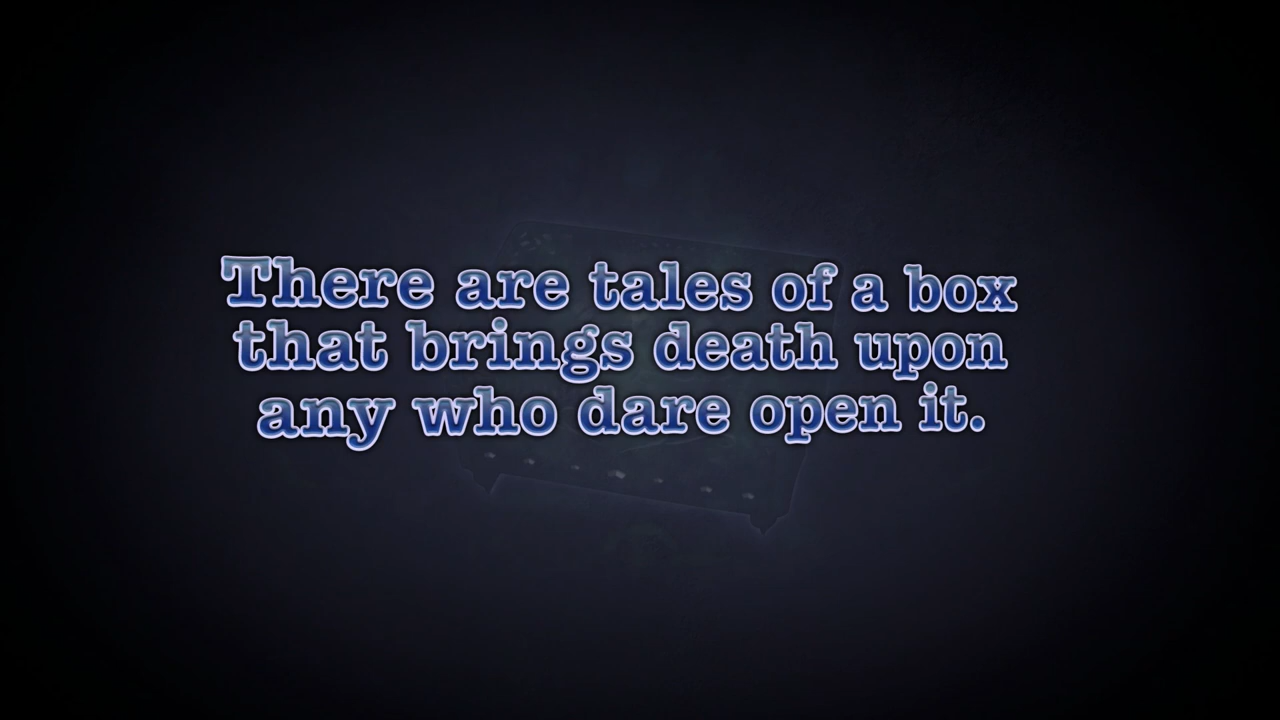 There are tales of a box
that brings death upon
any who dare open it.